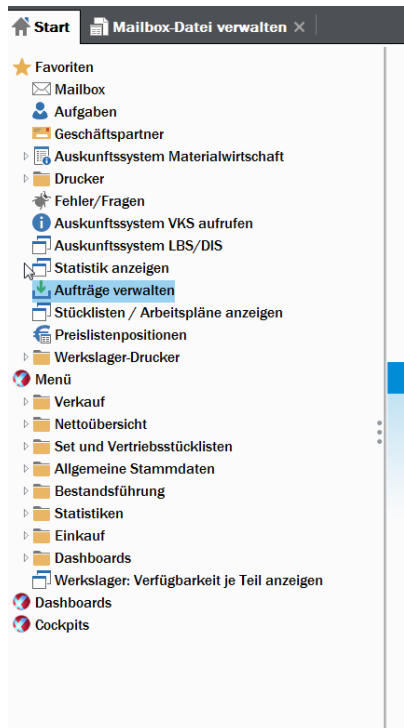 Start
Mailbox-Datei verwalten
Favoriten
Mailbox
Aufgaben
Geschäftspartner
Auskunftssystem Materialwirtschaft
Drucker
Fehler/Fragen
Auskunftssystem VKS aufrufen
Auskunftssystem LBS/DIS
Statistik anzeigen
Aufträge verwalten
Stücklisten / Arbeitspläne anzeigen
Preislistenpositionen
Werkslager-Drucker
Menü
Verkauf
Nettoübersicht
Set und Vertriebsstücklisten
Allgemeine Stammdaten
Bestandsführung
Statistiken
Einkauf
Dashboards
Werkslager: Verfügbarkeit je Teil anzeigen
Dashboards
Cockpits